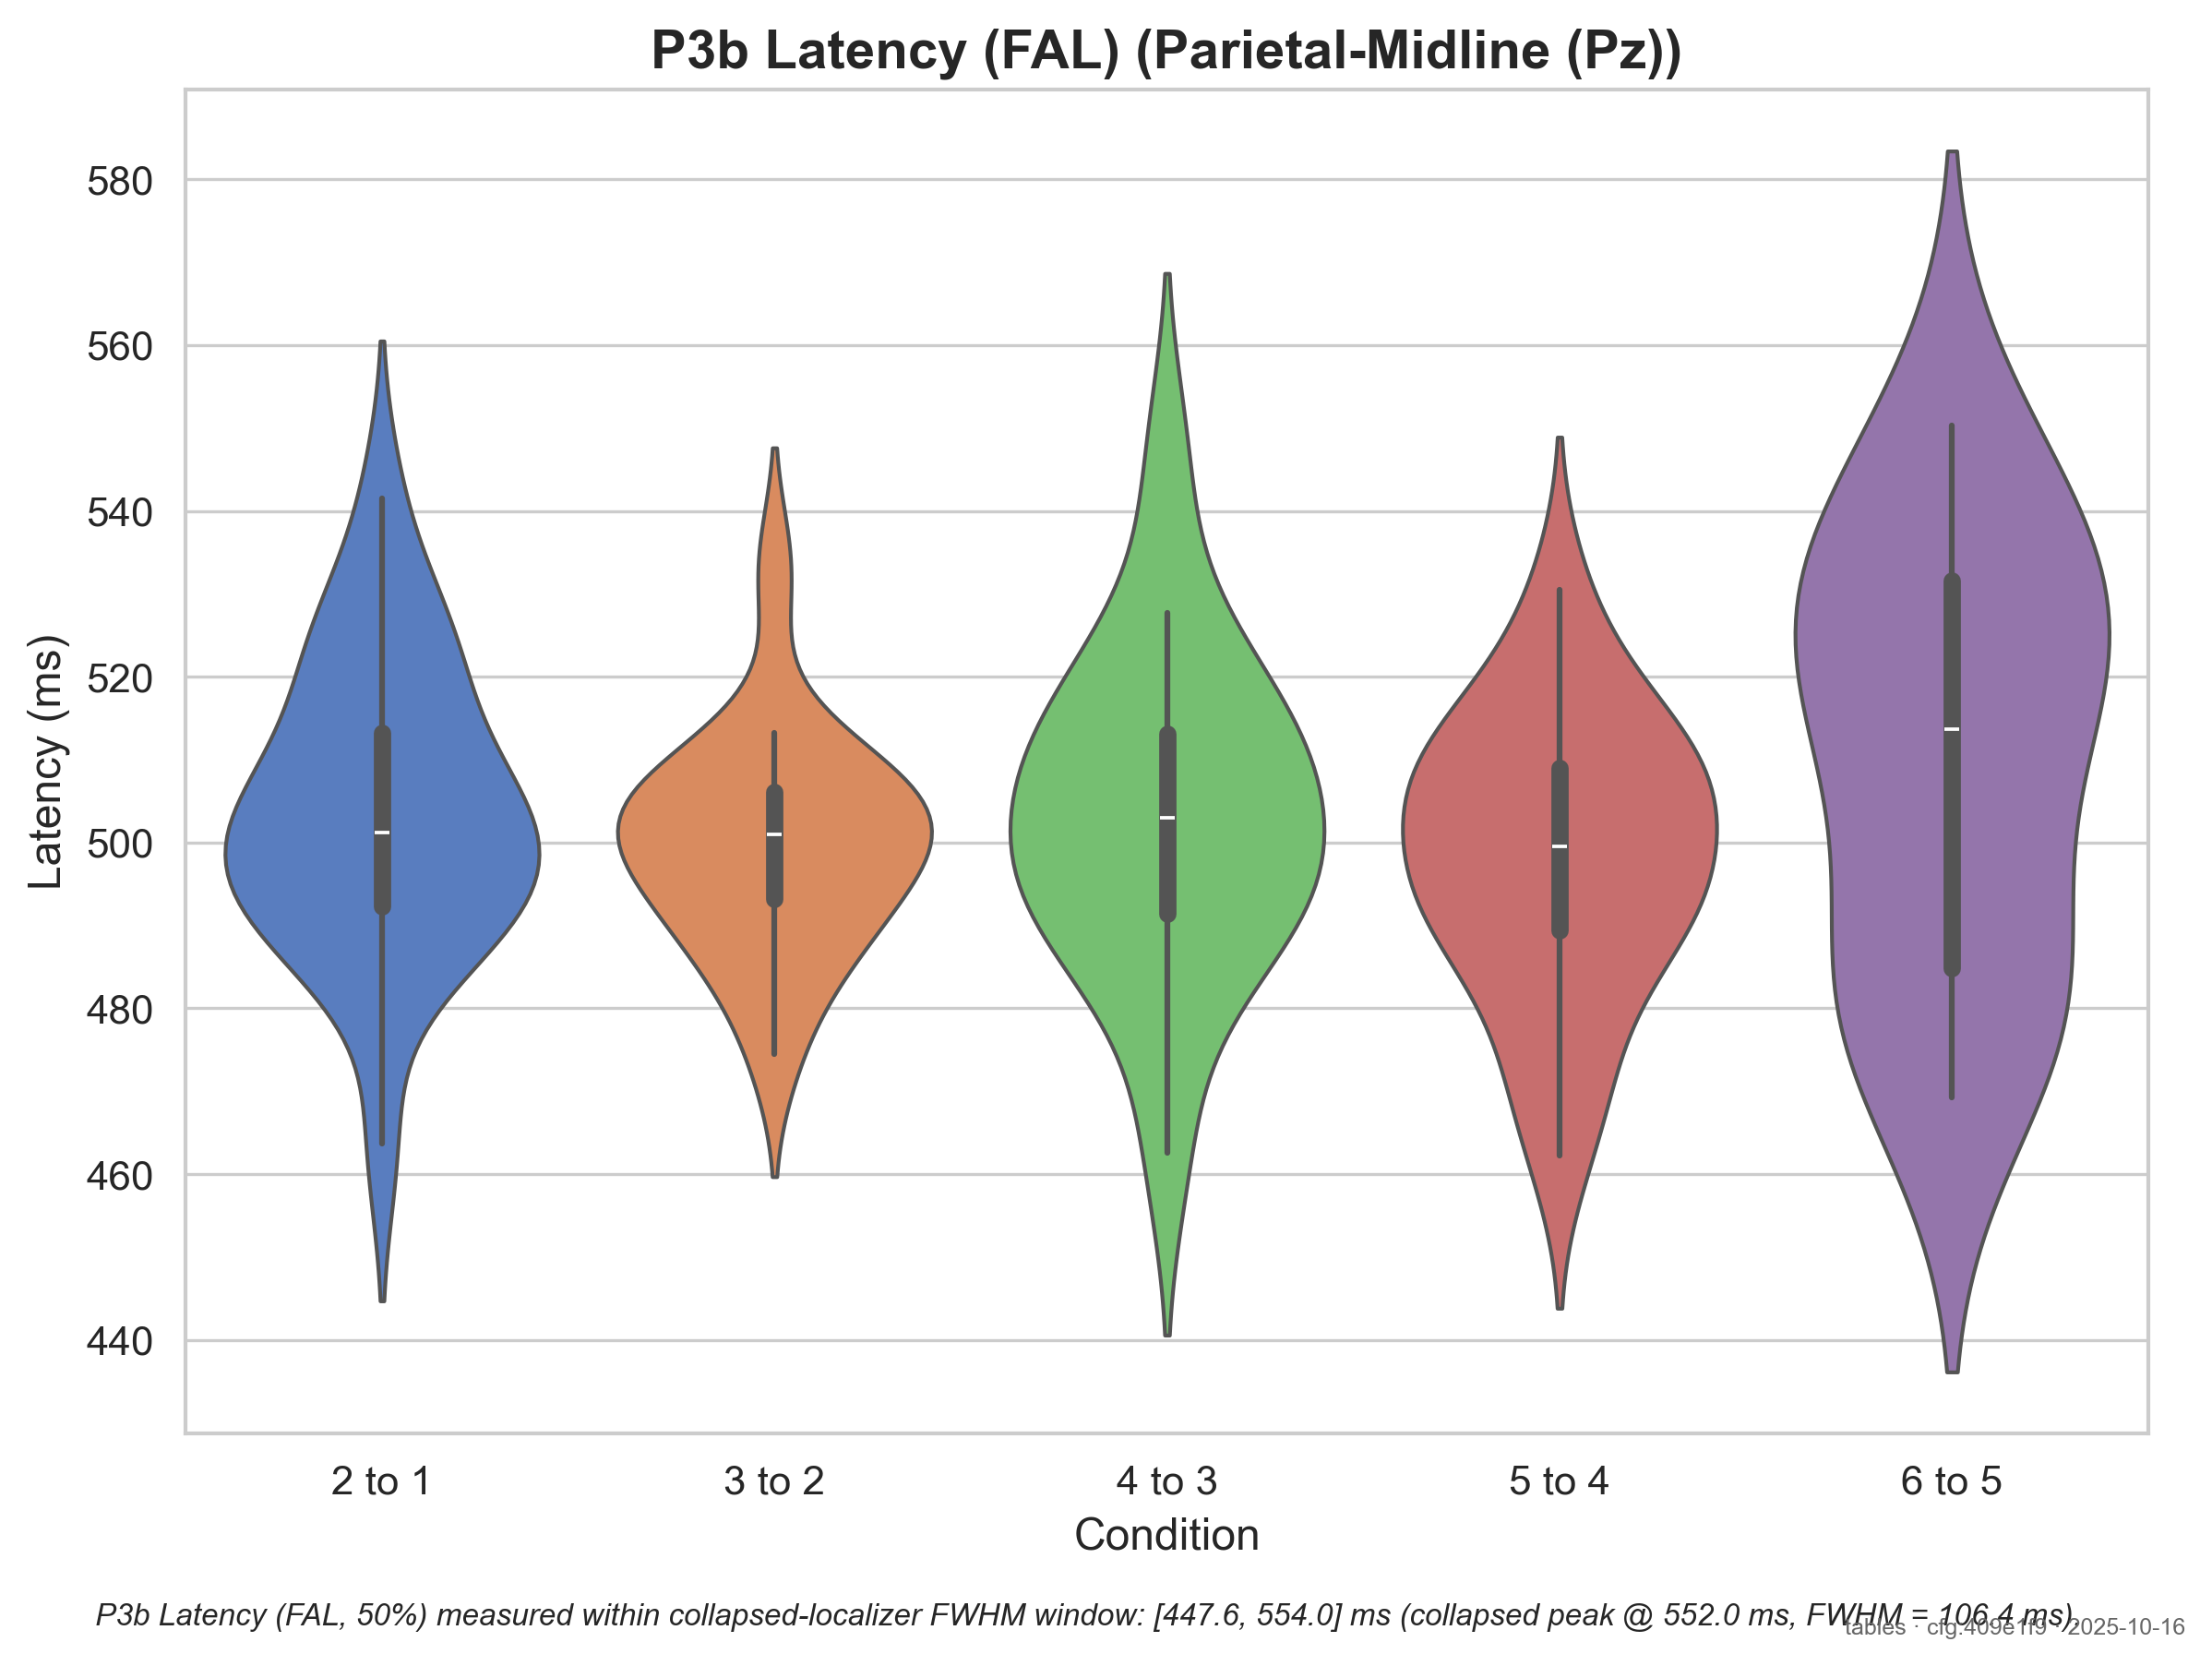 P3b Latency (FAL) (Parietal-Midline (Pz))
Latency (ms)
580
560
540
520
500
480
460
440
2 to 1
3 to 2
4 to 3
5 to 4
6 to 5
Condition
P3b Latency (FAL, 50%) measured within collapsed-localizer FWHM window: [447.6, 554.0] ms (collapsed peak @ 552.0 ms, FWHM = 106.4 ms).
tables · cfg:409e1f9 · 2025-10-16